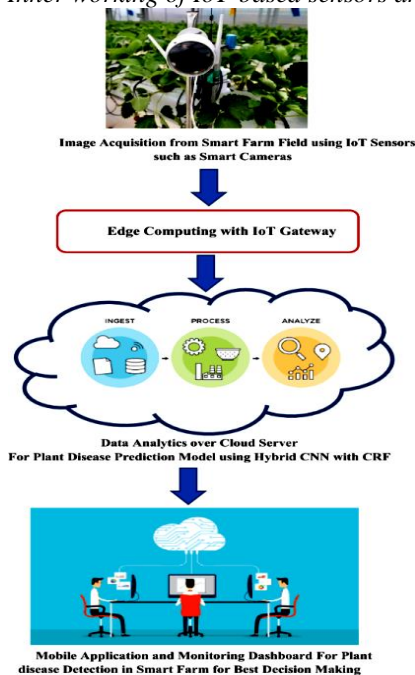 Inner working of IoT based sensors an
Image Acquisition from Smart Farm Field using IoT Sensors
such as Smart Cameras
Edge Computing with IoT Gateway
INGEST PROCESS ANALYZE
Data Analytics over Cloud Server
For Plant Disease Prediction Model using Hybrid CNN with CRF
Mobile Application and Monitoring Dashboard For Plant
disease Detection in Smart Farm for Best Decision Making